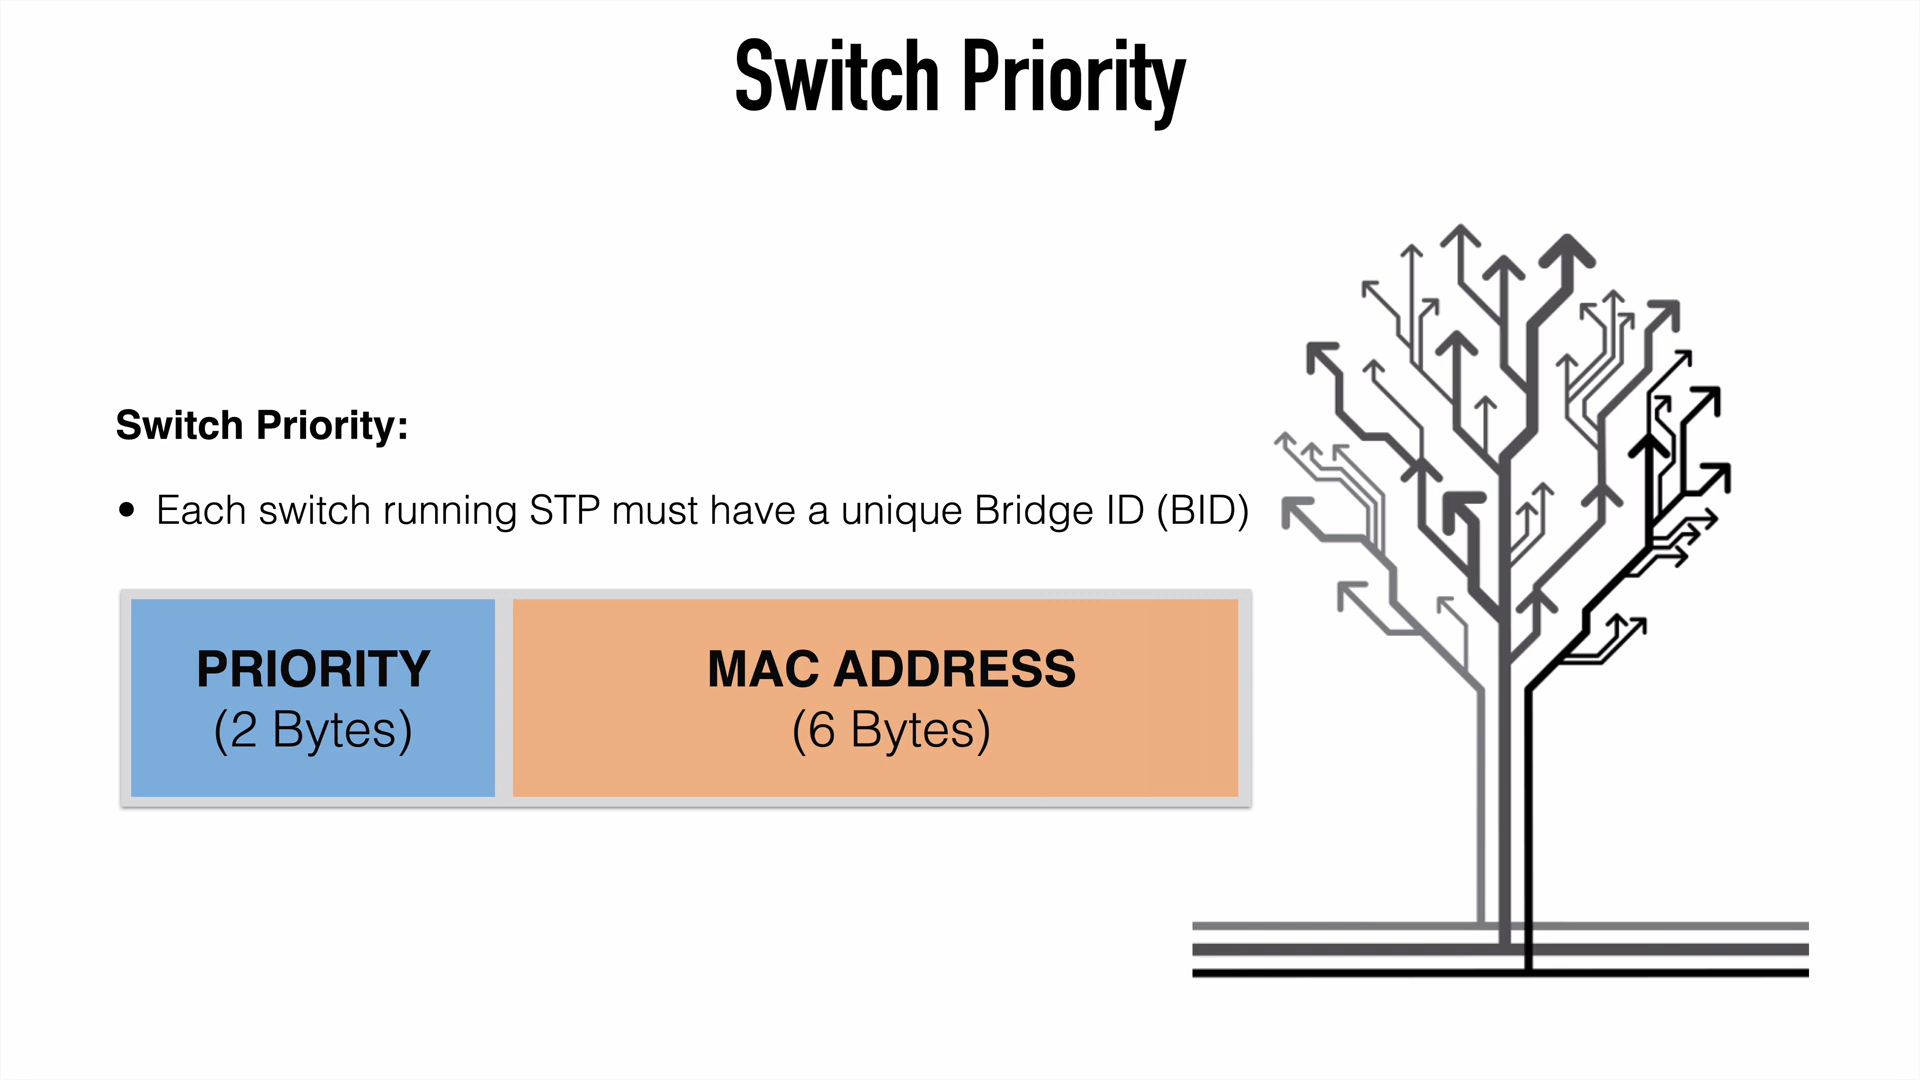 Switch Priority
Switch Priority:
• Each switch running STP must have a unique Bridge ID (BID)
PRIORITY
(2 Bytes)
MAC ADDRESS
(6 Bytes)